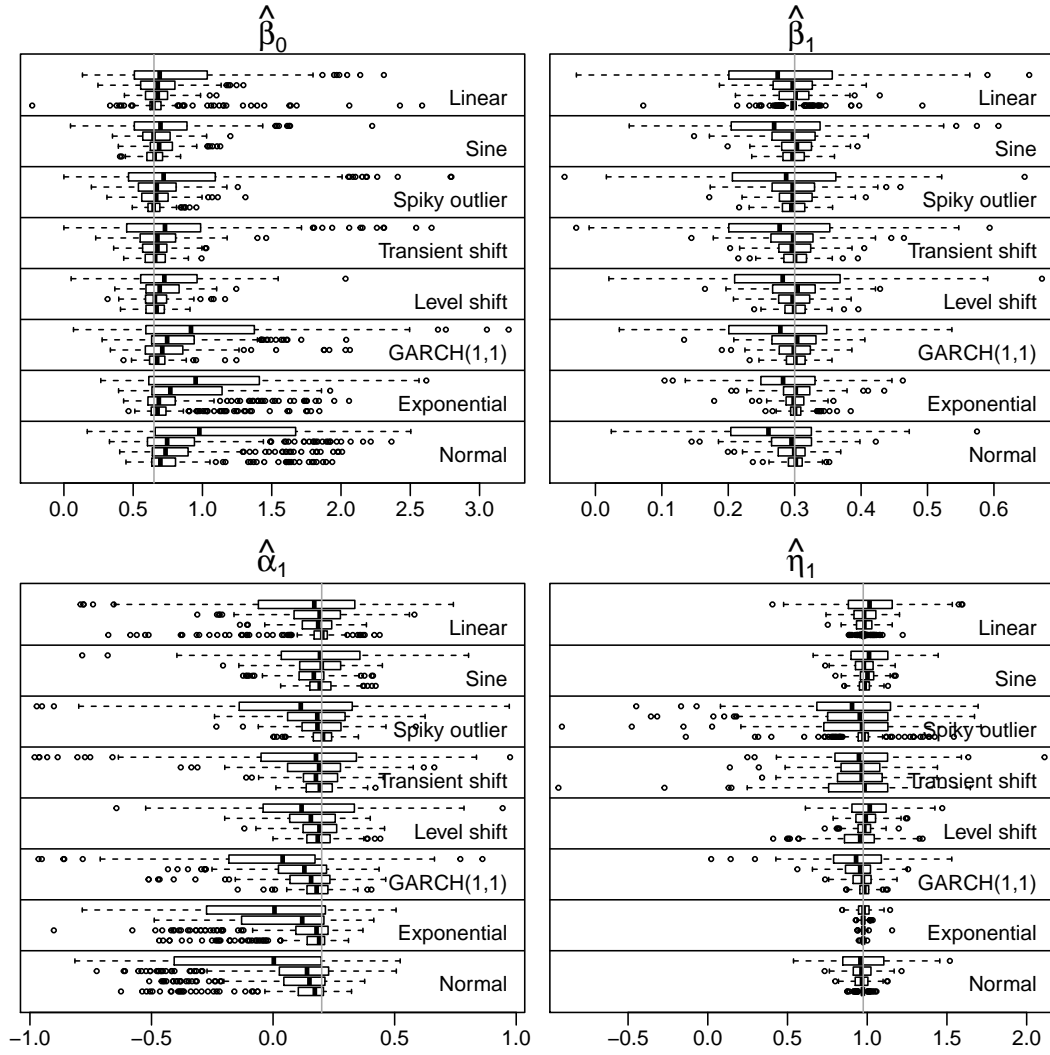 β̂0
Linear
Sine
Spiky outlier
Transient shift
Level shift
GARCH(1,1)
Exponential
Normal
0.0 0.5 1.0 1.5 2.0 2.5 3.0
β̂1
Linear
Sine
Spiky outlier
Transient shift
Level shift
GARCH(1,1)
Exponential
Normal
0.0 0.1 0.2 0.3 0.4 0.5 0.6
α̂1
Linear
Sine
Spiky outlier
Transient shift
Level shift
GARCH(1,1)
Exponential
Normal
−1.0 −0.5 0.0 0.5 1.0
η̂1
Linear
Sine
Spiky outlier
Transient shift
Level shift
GARCH(1,1)
Exponential
Normal
−0.5 0.0 0.5 1.0 1.5 2.0